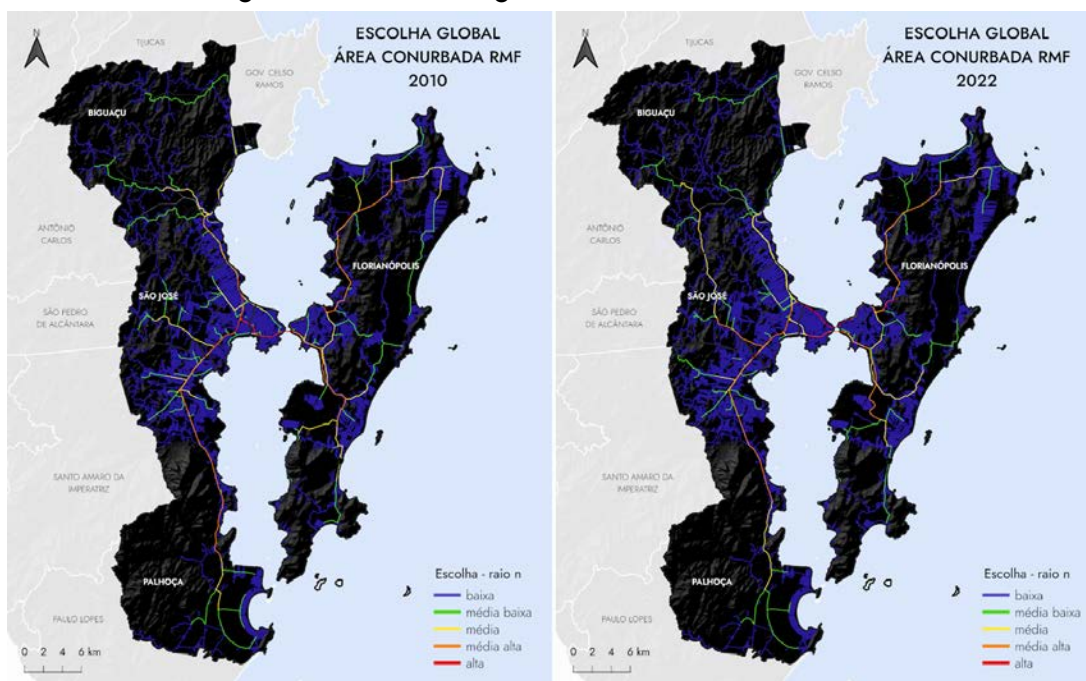 N
ESCOLHA GLOBAL
ÁREA CONURBADA RMF
2010
TIJUCAS
GOV. CELSO
RAMOS
BIGUAÇU
ANTÔNIO
CARLOS
FLORIANÓPOLIS
SÃO JOSÉ
SÃO PEDRO
DE ALCÂNTARA
SANTO AMARO DA
IMPERATRIZ
PALHOÇA
PAULO LOPES
Escolha - raio n
baixa
média baixa
média
média alta
alta
0 2 4 6 km
N
ESCOLHA GLOBAL
ÁREA CONURBADA RMF
2022
TIJUCAS
GOV. CELSO
RAMOS
BIGUAÇU
ANTÔNIO
CARLOS
FLORIANÓPOLIS
SÃO JOSÉ
SÃO PEDRO
DE ALCÂNTARA
SANTO AMARO DA
IMPERATRIZ
PALHOÇA
PAULO LOPES
Escolha - raio n
baixa
média baixa
média
média alta
alta
0 2 4 6 km